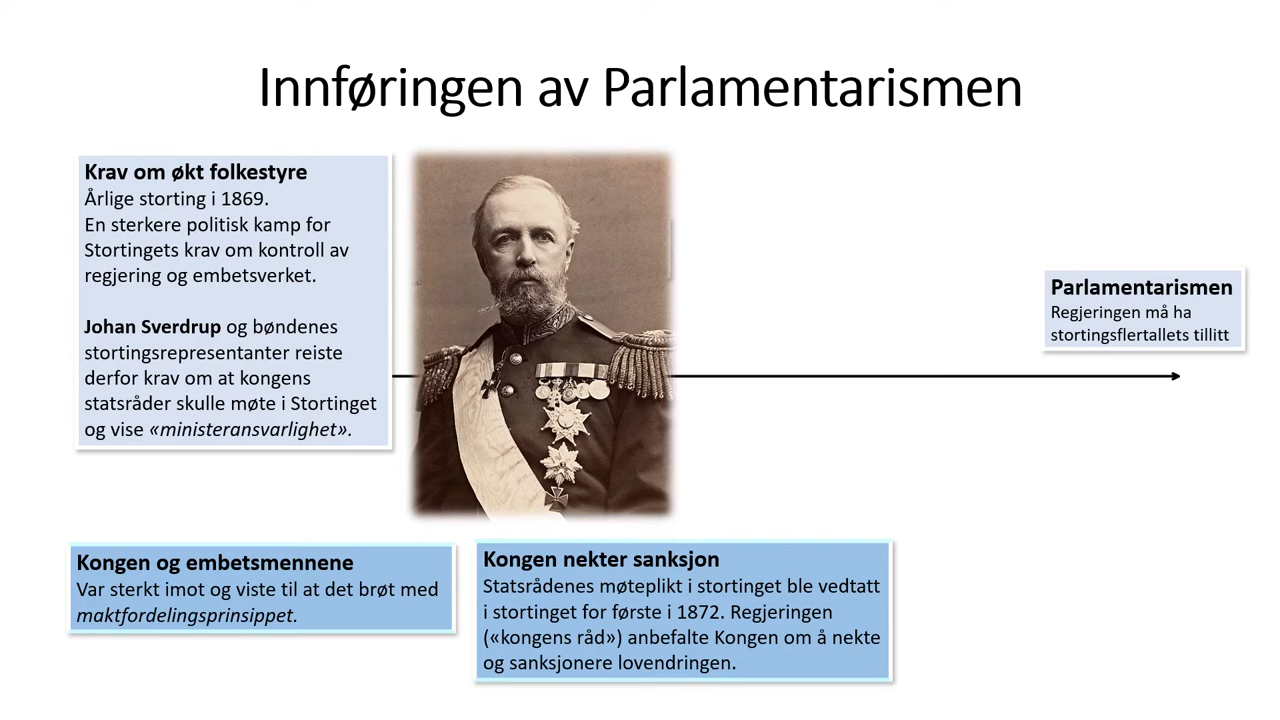 Innføringen av Parlamentarismen
Krav om økt folkestyre
Årlige storting i 1869.
En sterkere politisk kamp for
Stortingets krav om kontroll av
regjering og embetsverket.
Johan Sverdrup og bøndenes
stortingsrepresentanter reiste
derfor krav om at kongens
statsråder skulle møte i Stortinget
og vise «ministeransvarlighet».
Parlamentarismen
Regjeringen må ha
stortingsflertallets tillitt
Kongen og embetsmennene
Var sterkt imot og viste til at det brøt med
maktfordelingsprinsippet.
Kongen nekter sanksjon
Statsrådenes møteplikt i stortinget ble vedtatt
i stortinget for første i 1872. Regjeringen
(«kongens råd») anbefalte Kongen om å nekte
og sanksjonere lovendringen.